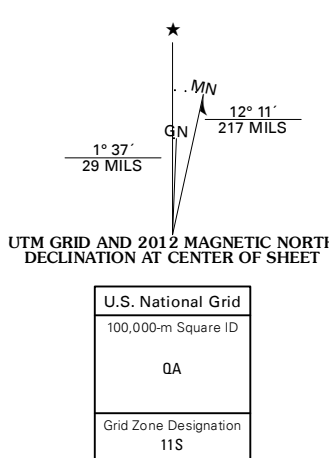 ★
MN
GN
12° 11´
217 MILS
1° 37´
29 MILS
UTM GRID AND 2012 MAGNETIC NORTH
DECLINATION AT CENTER OF SHEET
U.S. National Grid
100,000-m Square ID
QA
Grid Zone Designation
11S